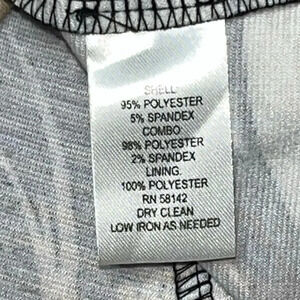 SHELL
95% POLYESTER
5% SPANDEX
COMBO
98% POLYESTER
2% SPANDEX
LINING.
100% POLYESTER
RN 58142
DRY CLEAN
LOW IRON AS NEEDED